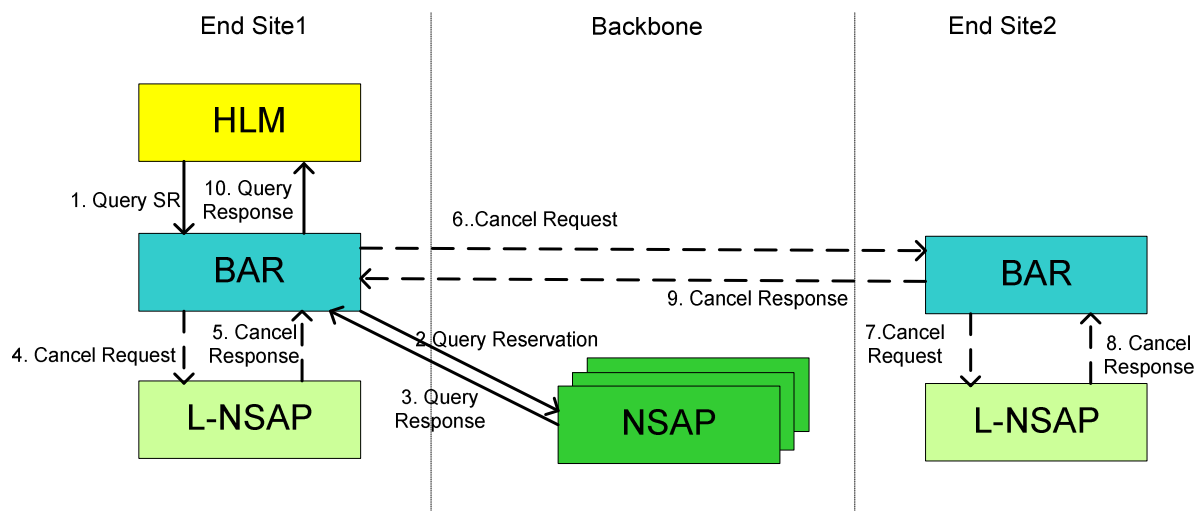 End Site1
Backbone
End Site2
HLM
1. Query SR
10. Query
Response
6..Cancel Request
BAR
BAR
9. Cancel Response
2 Query Reservation
4. Cancel Request
5. Cancel
Response
7.Cancel
Request
8. Cancel
Response
3. Query
Response
L-NSAP
NSAP
L-NSAP